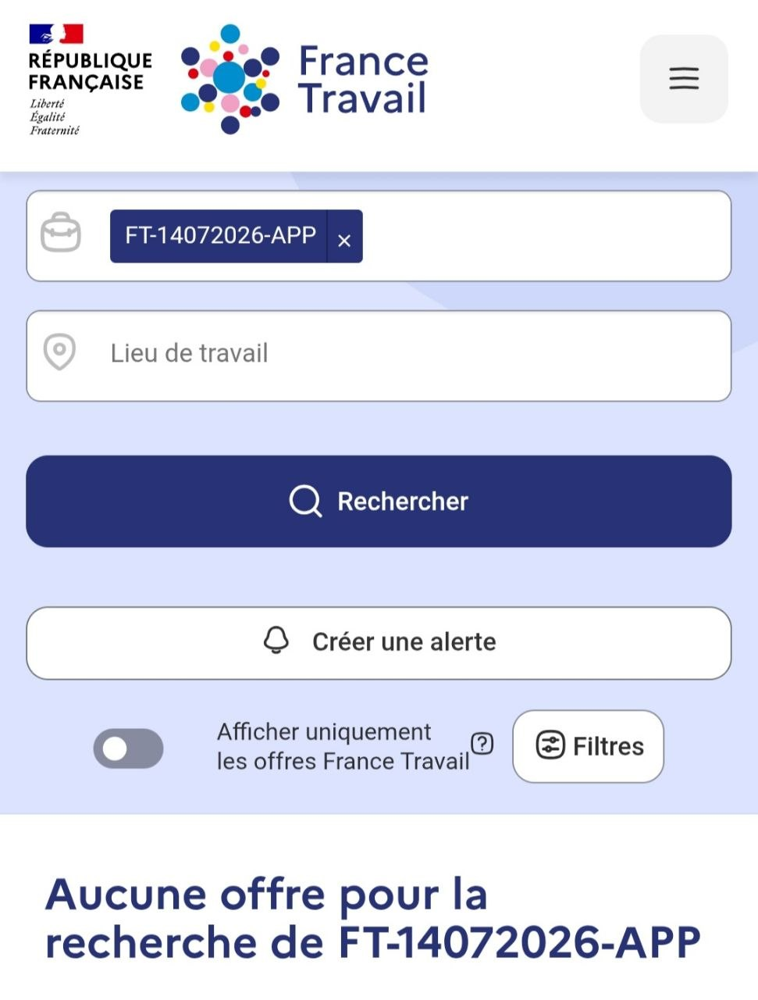 RÉPUBLIQUE
FRANÇAISE
Liberté
Égalité
Fraternité
France
Travail
FT-14072026-APP ×
Lieu de travail
Rechercher
Créer une alerte
Afficher uniquement
les offres France Travail
Filtres
Aucune offre pour la
recherche de FT-14072026-APP